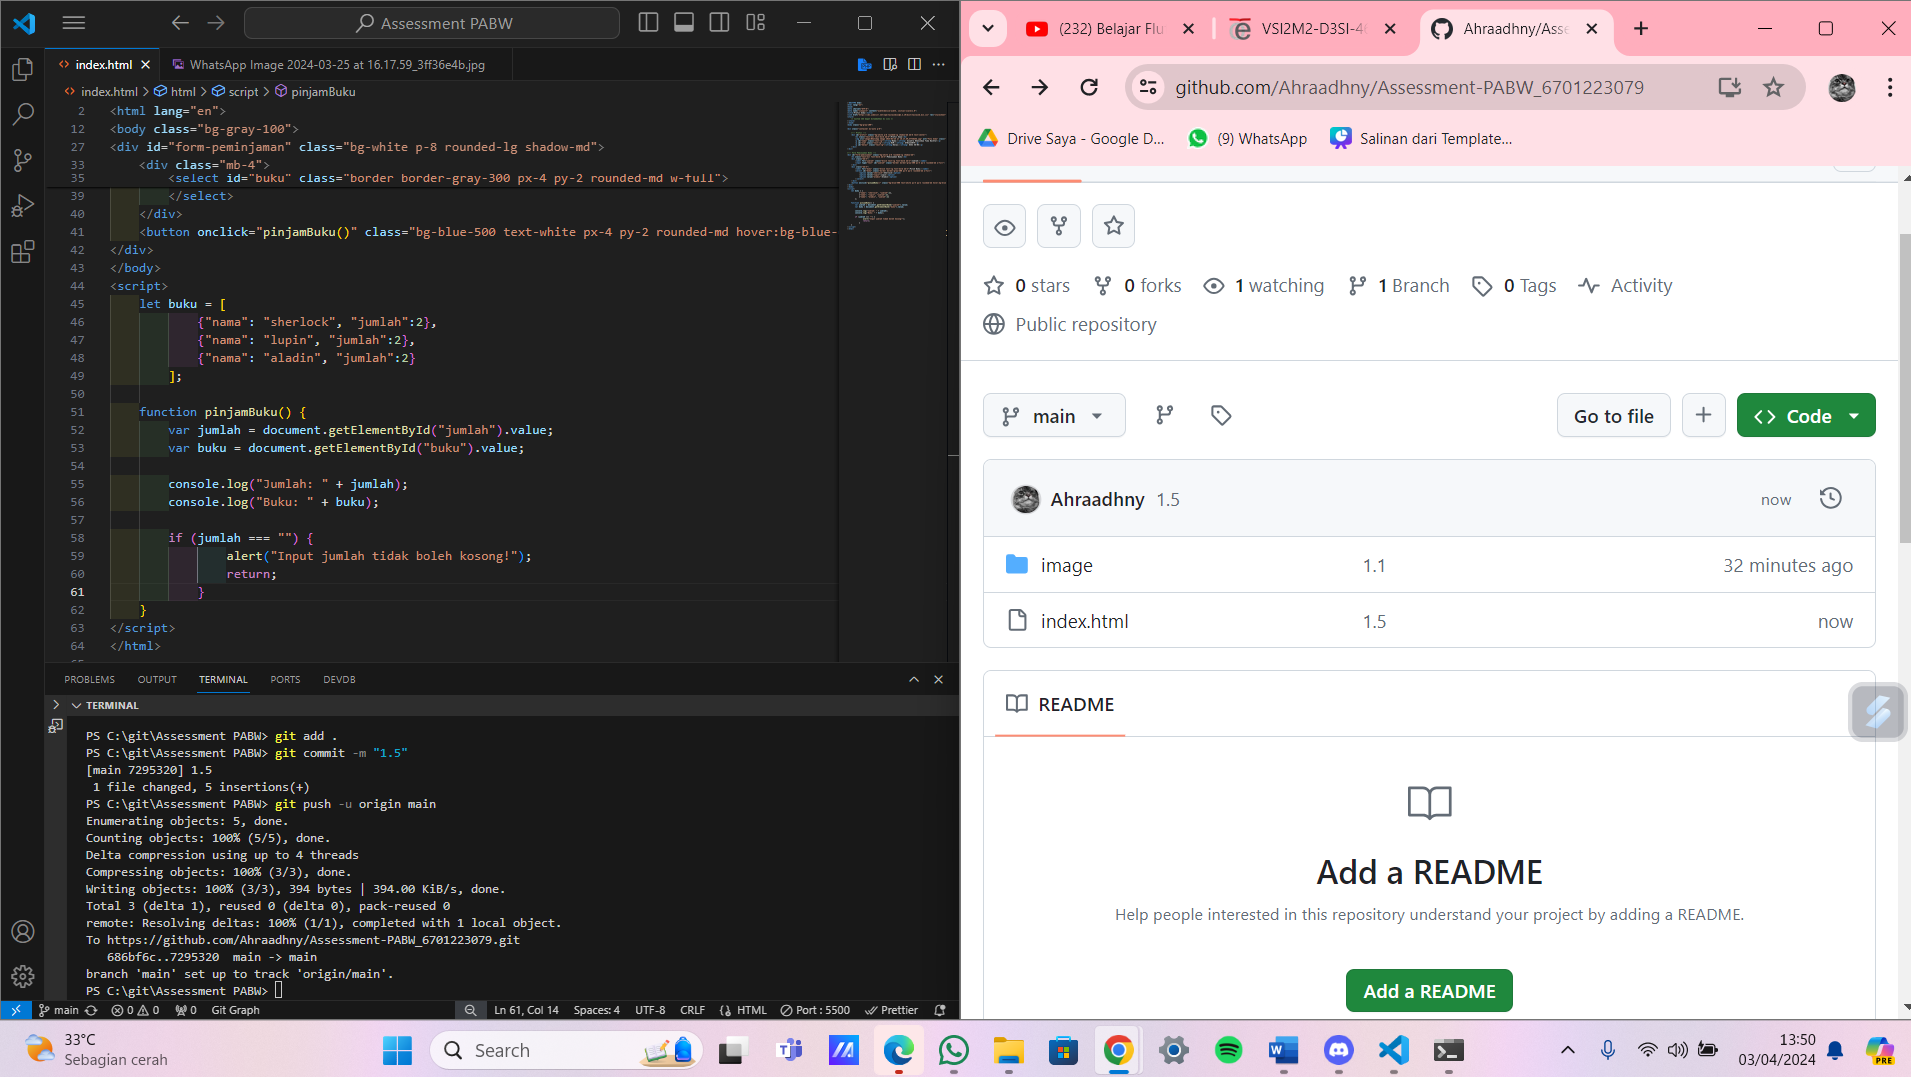 Assessment PABW
index.html
WhatsApp Image 2024-03-25 at 16.17.59_3ff36e4b.jpg
index.html > html > script > pinjamBuku
2 <html lang="en">
12 <body class="bg-gray-100">
27 <div id="form-peminjaman" class="bg-white p-8 rounded-lg shadow-md">
33 <div class="mb-4">
35 <select id="buku" class="border border-gray-300 px-4 py-2 rounded-md w-full">
39 </select>
40 </div>
41 <button onclick="pinjamBuku()" class="bg-blue-500 text-white px-4 py-2 rounded-md hover:bg-blue-
42 </div>
43 </body>
44 <script>
45 let buku = [
46 {"nama": "sherlock", "jumlah":2},
47 {"nama": "lupin", "jumlah":2},
48 {"nama": "aladin", "jumlah":2}
49 ];
50
51 function pinjamBuku() {
52 var jumlah = document.getElementById("jumlah").value;
53 var buku = document.getElementById("buku").value;
54
55 console.log("Jumlah: " + jumlah);
56 console.log("Buku: " + buku);
57
58 if (jumlah === "") {
59 alert("Input jumlah tidak boleh kosong!");
60 return;
61 }
62 }
63 </script>
64 </html>
PROBLEMS OUTPUT TERMINAL PORTS DEVDB
TERMINAL
PS C:\git\Assessment PABW> git add .
PS C:\git\Assessment PABW> git commit -m "1.5"
[main 7295320] 1.5
1 file changed, 5 insertions(+)
PS C:\git\Assessment PABW> git push -u origin main
Enumerating objects: 5, done.
Counting objects: 100% (5/5), done.
Delta compression using up to 4 threads
Compressing objects: 100% (3/3), done.
Writing objects: 100% (3/3), 394 bytes | 394.00 KiB/s, done.
Total 3 (delta 1), reused 0 (delta 0), pack-reused 0
remote: Resolving deltas: 100% (1/1), completed with 1 local object.
To https://github.com/Ahraadhny/Assessment-PABW_6701223079.git
686bf6c..7295320 main -> main
branch 'main' set up to track 'origin/main'.
PS C:\git\Assessment PABW>
main 0 0 0 Git Graph Ln 61, Col 14 Spaces: 4 UTF-8 CRLF HTML Port : 5500 Prettier
(232) Belajar Flu
VSI2M2-D3SI-46
Ahraadhny/Asse
github.com/Ahraadhny/Assessment-PABW_6701223079
Drive Saya - Google D...
(9) WhatsApp
Salinan dari Template...
0 stars 0 forks 1 watching 1 Branch 0 Tags Activity
Public repository
main Go to file Code
Ahraadhny 1.5 now
image 1.1 32 minutes ago
index.html 1.5 now
README
Add a README
Help people interested in this repository understand your project by adding a README.
Add a README
33°C
Sebagian cerah
Search
13:50
03/04/2024
PRE